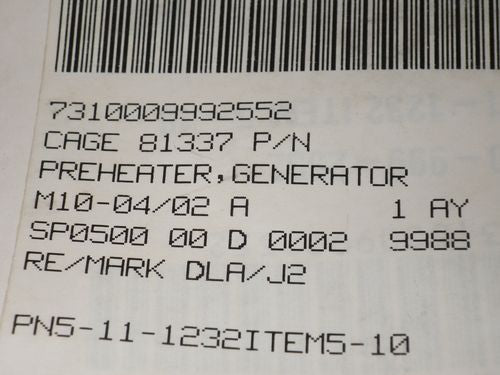 7310009992552
CAGE 81337 P/N
PREHEATER,GENERATOR
M10-04/02 A 1 AY
SP0500 00 D 0002 9988
RE/MARK DLA/J2
PN5-11-1232ITEM5-10